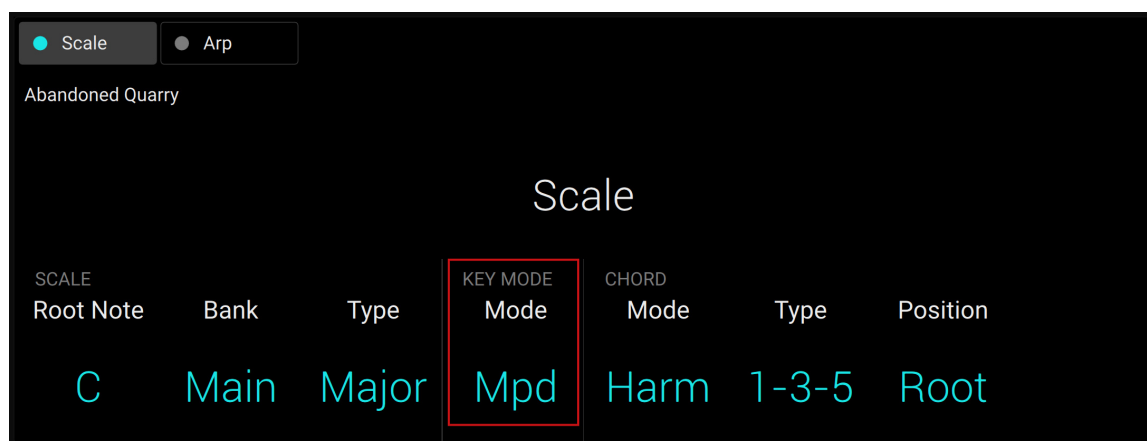 Scale Arp
Abandoned Quarry
Scale
SCALE KEY MODE CHORD
Root Note Bank Type Mode Mode Type Position
C Main Major Mpd Harm 1-3-5 Root